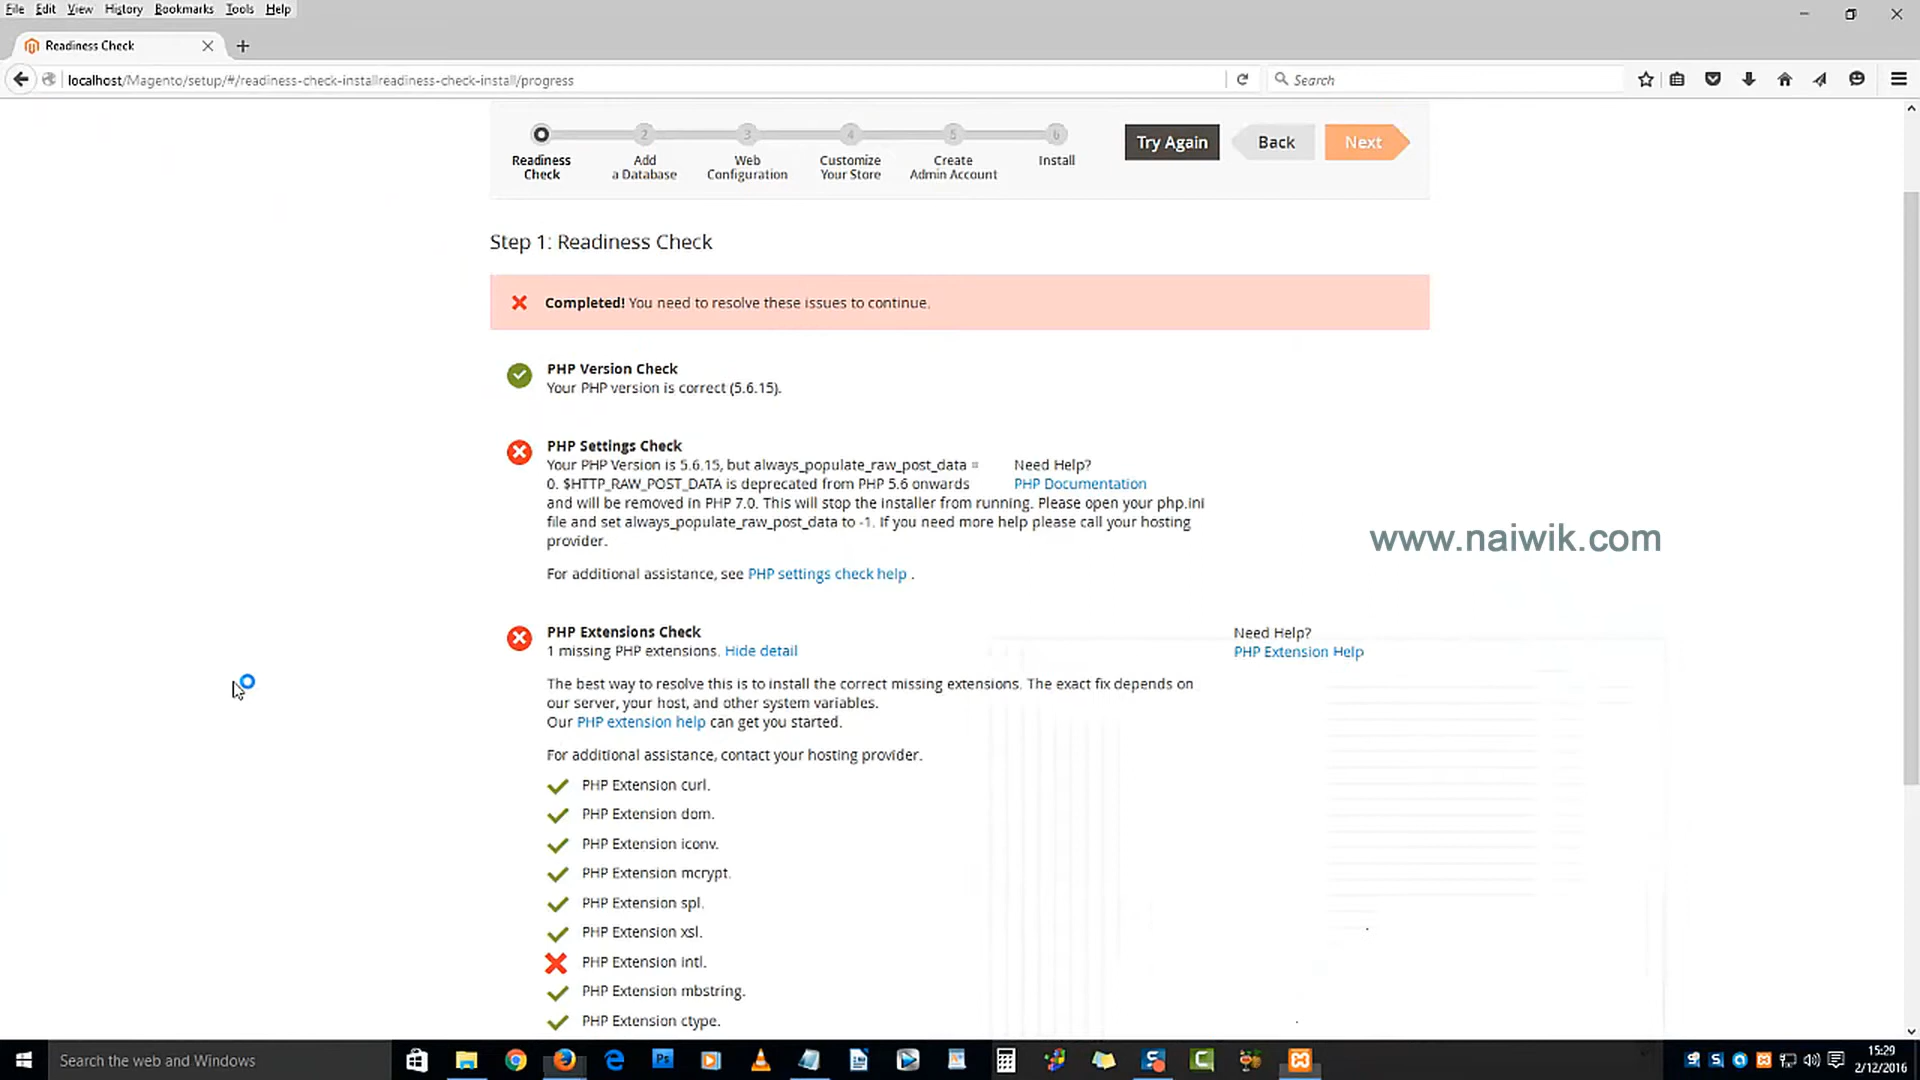 File Edit View History Bookmarks Tools Help
Readiness Check
localhost/Magento/setup/#/readiness-check-installreadiness-check-install/progress
Search
2 3 4 5 6
Readiness Check
Add a Database
Web Configuration
Customize Your Store
Create Admin Account
Install
Try Again
Back
Next
Step 1: Readiness Check
Completed! You need to resolve these issues to continue.
PHP Version Check
Your PHP version is correct (5.6.15).
PHP Settings Check
Your PHP Version is 5.6.15, but always_populate_raw_post_data =
0. $HTTP_RAW_POST_DATA is deprecated from PHP 5.6 onwards
and will be removed in PHP 7.0. This will stop the installer from running. Please open your php.ini
file and set always_populate_raw_post_data to -1. If you need more help please call your hosting
provider.
Need Help?
PHP Documentation
For additional assistance, see PHP settings check help .
www.naiwik.com
PHP Extensions Check
1 missing PHP extensions. Hide detail
Need Help?
PHP Extension Help
The best way to resolve this is to install the correct missing extensions. The exact fix depends on
our server, your host, and other system variables.
Our PHP extension help can get you started.
For additional assistance, contact your hosting provider.
PHP Extension curl.
PHP Extension dom.
PHP Extension iconv.
PHP Extension mcrypt.
PHP Extension spl.
PHP Extension xsl.
PHP Extension intl.
PHP Extension mbstring.
PHP Extension ctype.
Search the web and Windows
Ps
15:29
2/12/2016